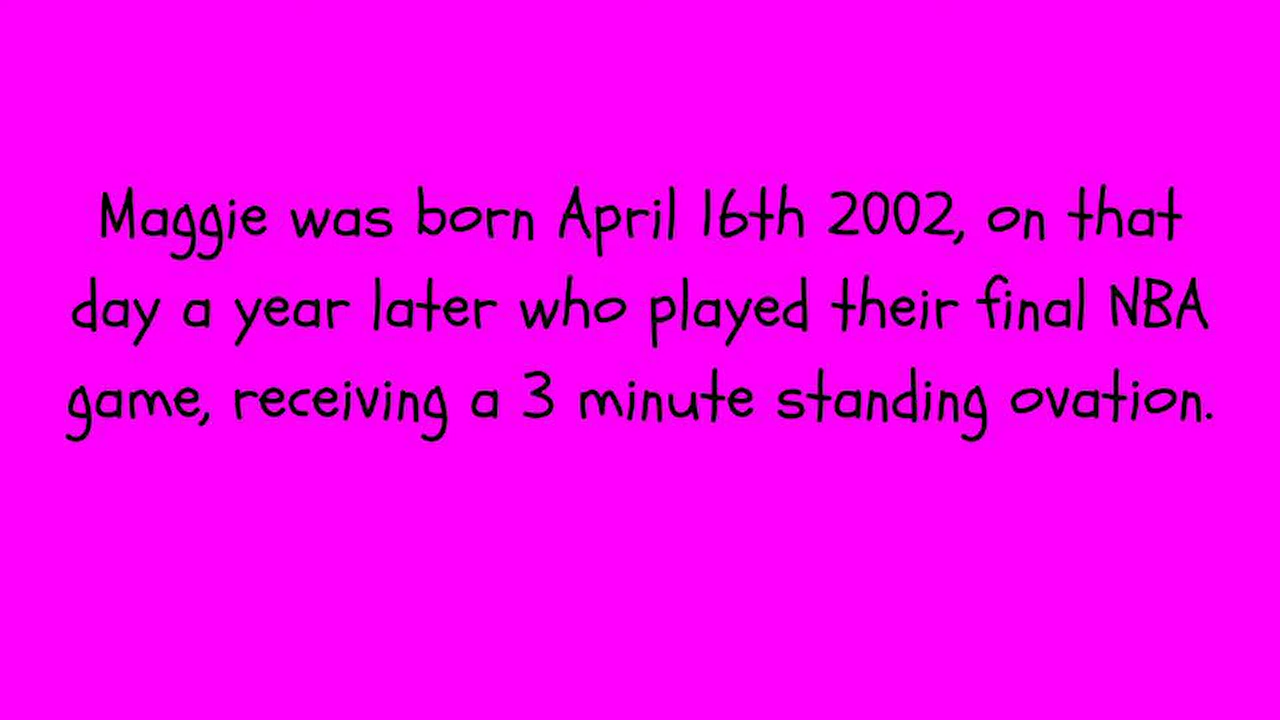 Maggie was born April 16th 2002, on that
day a year later who played their final NBA
game, receiving a 3 minute standing ovation.